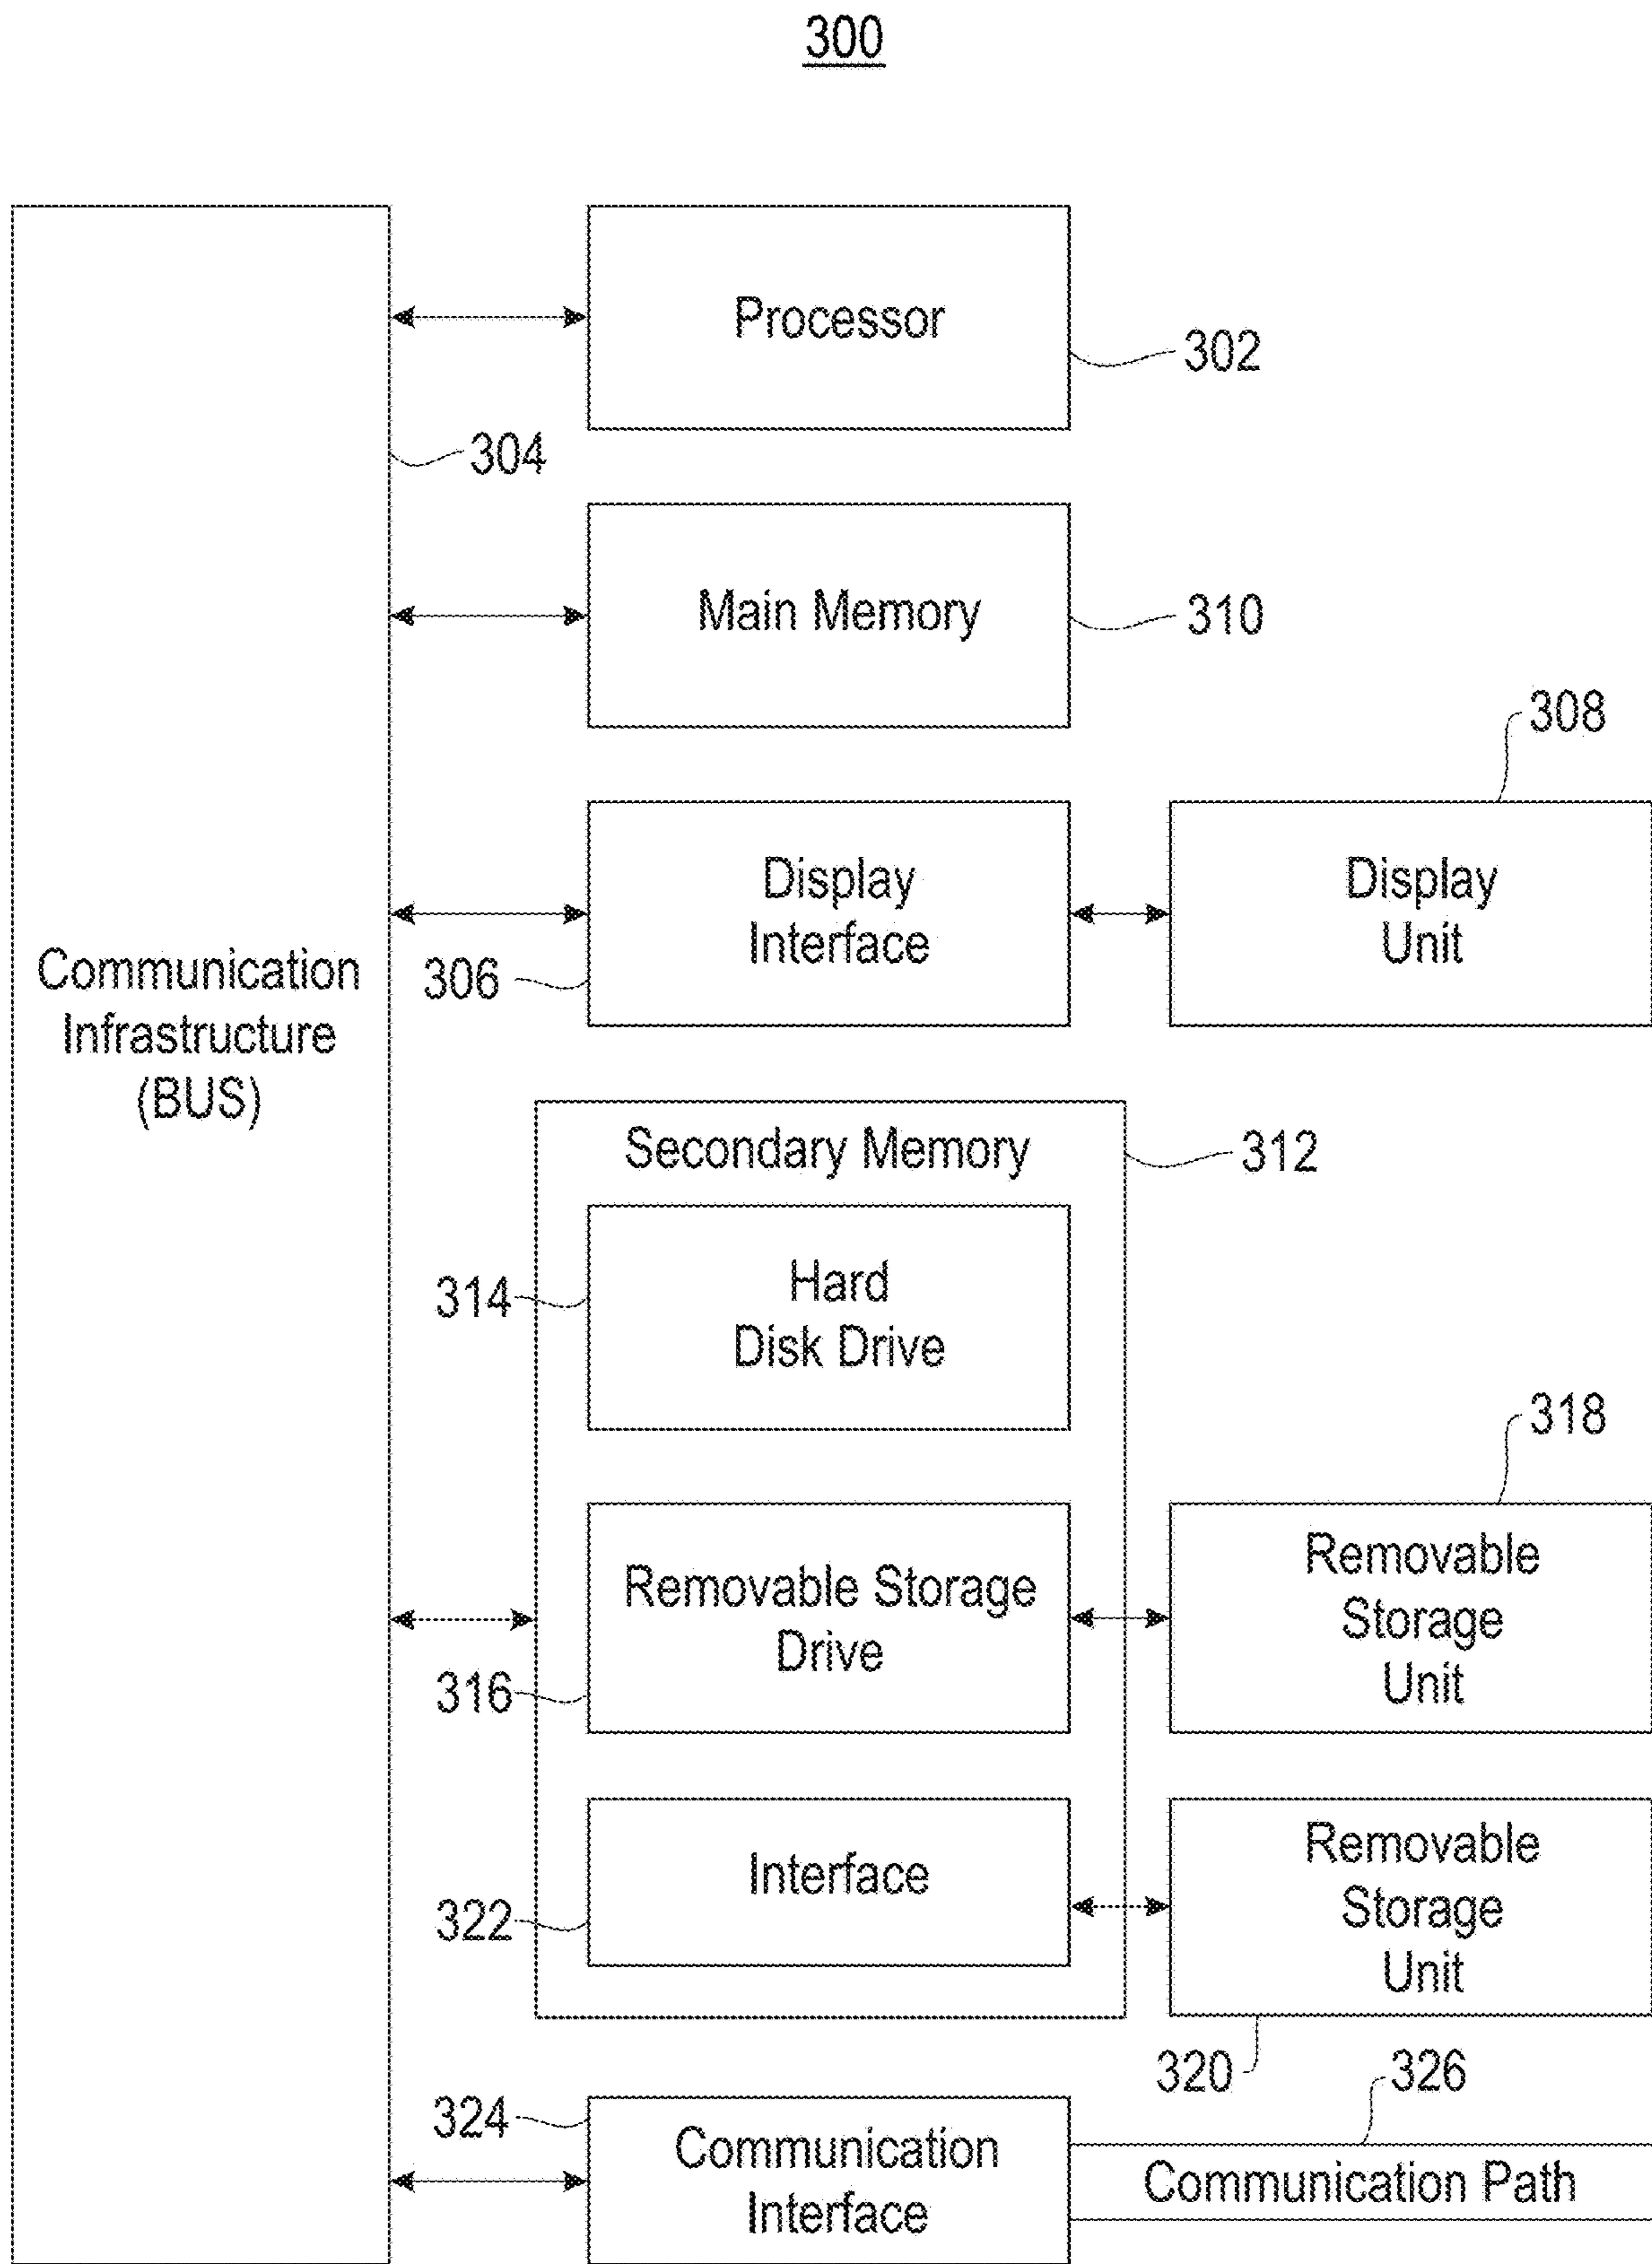 300
Processor
302
304
Main Memory
310
308
Display
Interface
Display
Unit
306
Communication
Infrastructure
(BUS)
Secondary Memory
312
314
Hard
Disk Drive
318
Removable Storage
Drive
316
Removable
Storage
Unit
Interface
322
Removable
Storage
Unit
320
326
324
Communication
Interface
Communication Path